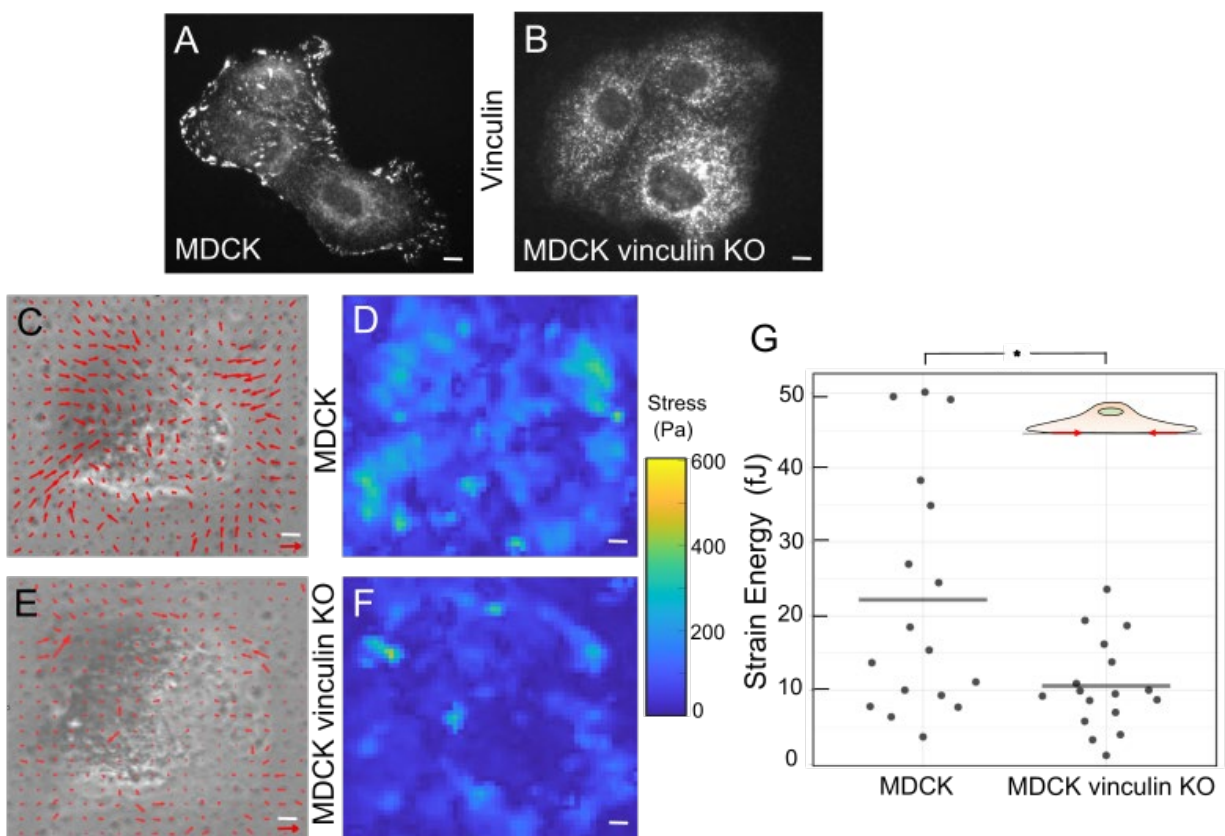 A
B
Vinculin
MDCK
MDCK vinculin KO
C
D
MDCK
Stress
(Pa)
600
400
200
0
E
F
MDCK vinculin KO
G
*
Strain Energy (fJ)
50
40
30
20
10
0
MDCK
MDCK vinculin KO